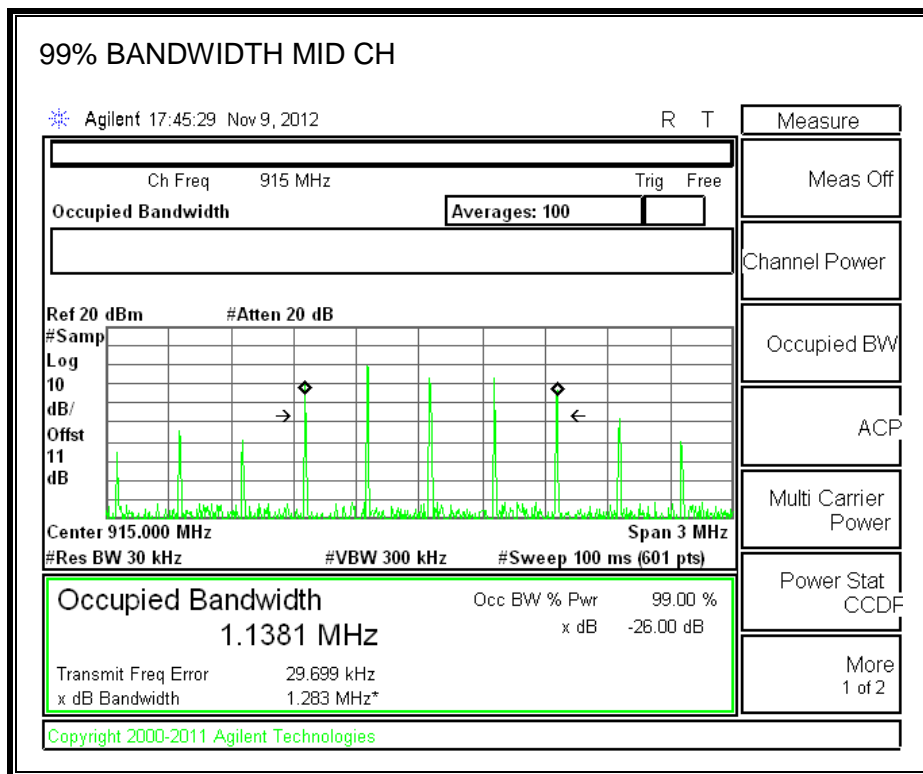 99% BANDWIDTH MID CH
Agilent 17:45:29 Nov 9, 2012 R T
Ch Freq 915 MHz Trig Free
Occupied Bandwidth Averages: 100
Ref 20 dBm #Atten 20 dB
#Samp
Log
10
dB/
Offst
11
dB
Center 915.000 MHz Span 3 MHz
#Res BW 30 kHz #VBW 300 kHz #Sweep 100 ms (601 pts)
Occupied Bandwidth Occ BW % Pwr 99.00 %
1.1381 MHz x dB -26.00 dB
Transmit Freq Error 29.699 kHz
x dB Bandwidth 1.283 MHz*
Copyright 2000-2011 Agilent Technologies
Measure
Meas Off
Channel Power
Occupied BW
ACP
Multi Carrier
Power
Power Stat
CCDF
More
1 of 2